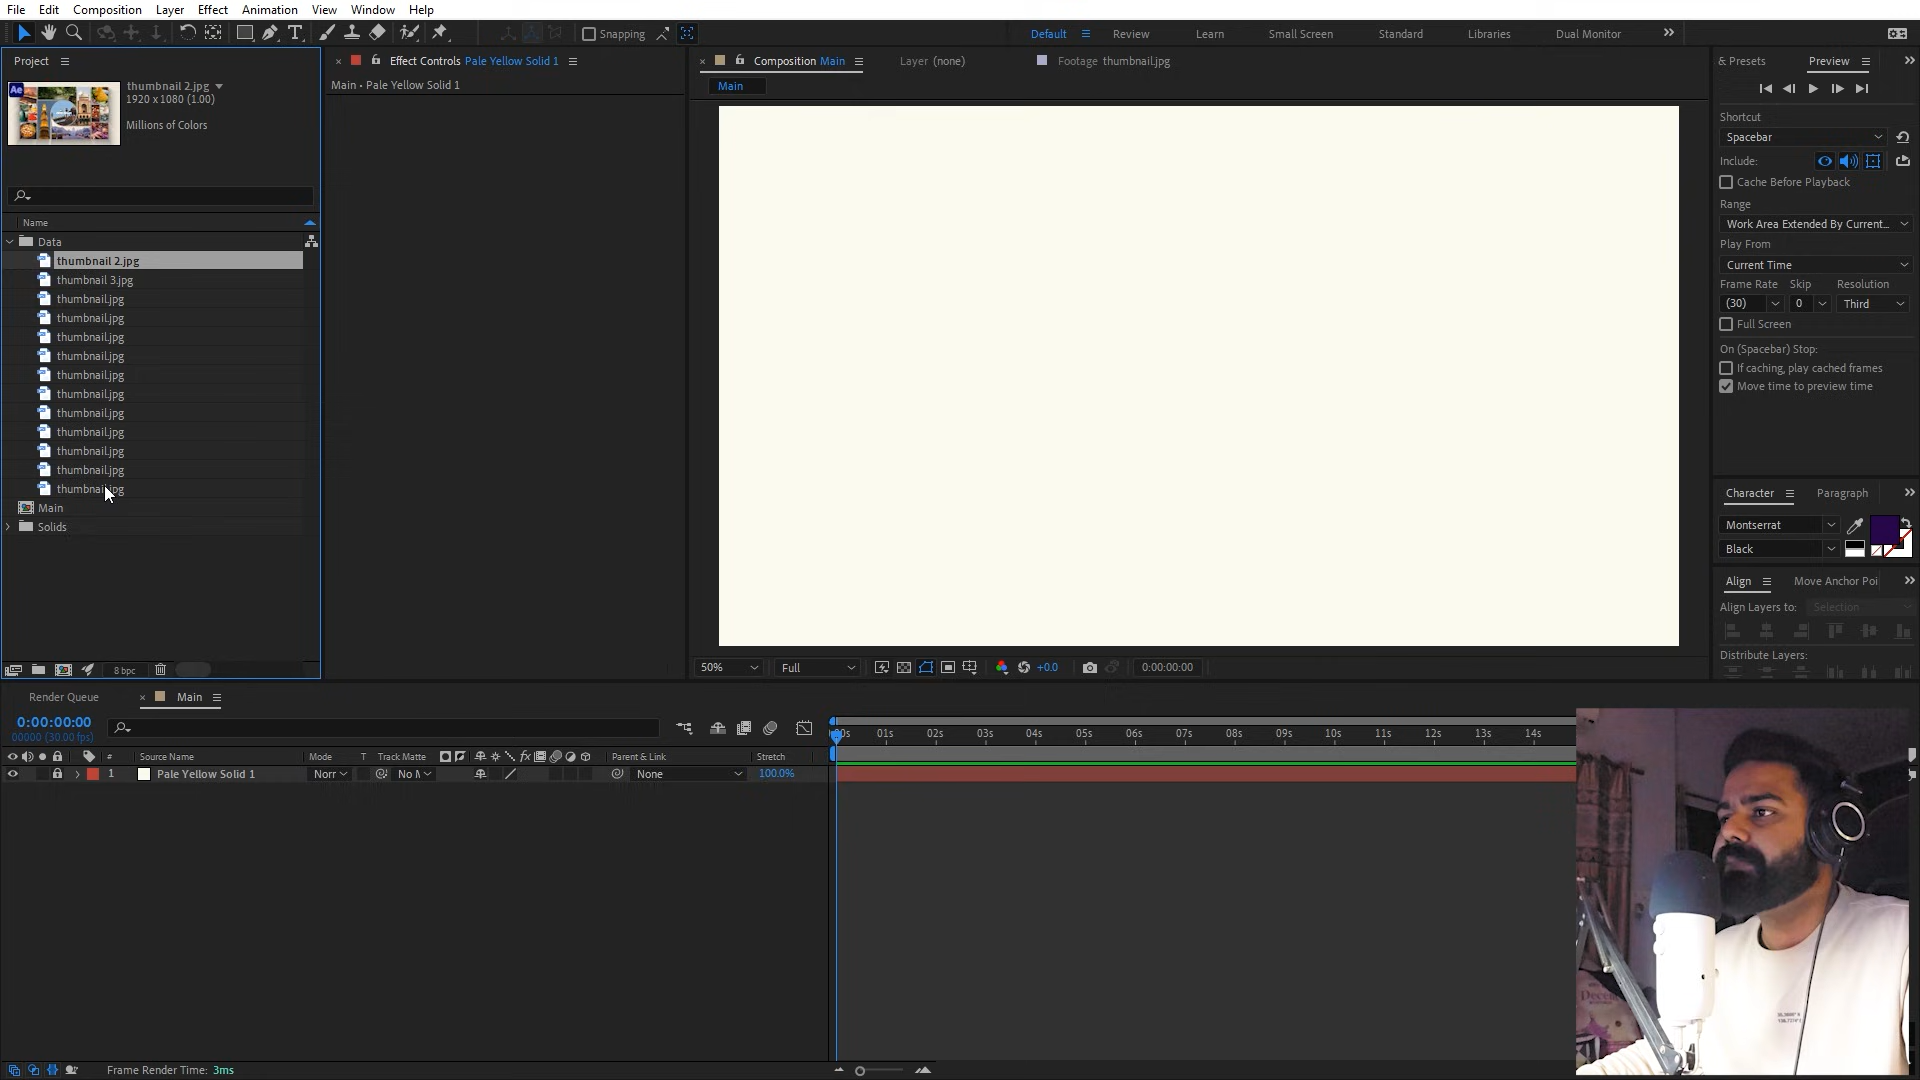 File Edit Composition Layer Effect Animation View Window Help
Snapping
Default Review Learn Small Screen Standard Libraries Dual Monitor
Project
Effect Controls Pale Yellow Solid 1
Composition Main
Layer (none)
Footage thumbnail.jpg
& Presets
Preview
Main • Pale Yellow Solid 1
Main
Ae
thumbnail 2.jpg
1920 x 1080 (1.00)
Millions of Colors
Name
Data
thumbnail 2.jpg
thumbnail 3.jpg
thumbnail.jpg
thumbnail.jpg
thumbnail.jpg
thumbnail.jpg
thumbnail.jpg
thumbnail.jpg
thumbnail.jpg
thumbnail.jpg
thumbnail.jpg
thumbnail.jpg
thumbnail.jpg
Main
Solids
8 bpc
50% Full +0.0 0:00:00:00
Shortcut
Spacebar
Include:
Cache Before Playback
Range
Work Area Extended By Current...
Play From
Current Time
Frame Rate Skip Resolution
(30) 0 Third
Full Screen
On (Spacebar) Stop:
If caching, play cached frames
Move time to preview time
Character Paragraph
Montserrat
Black
Align Move Anchor Poi
Align Layers to: Selection
Distribute Layers:
Render Queue
Main
0:00:00:00
00000 (30.00 fps)
# Source Name Mode T Track Matte fx Parent & Link Stretch
1 Pale Yellow Solid 1 Norr No M None 100.0%
00s 01s 02s 03s 04s 05s 06s 07s 08s 09s 10s 11s 12s 13s 14s
Frame Render Time: 3ms